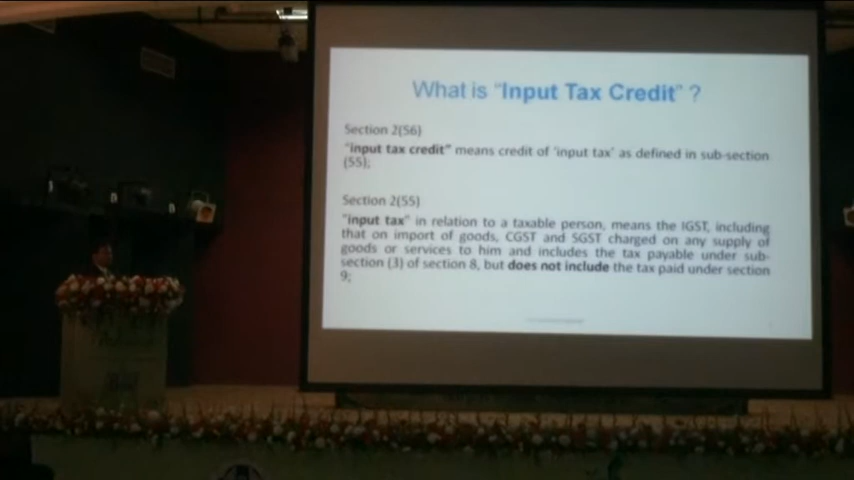 What is "Input Tax Credit" ?
Section 2(56)
"input tax credit" means credit of 'input tax' as defined in sub-section
(55);
Section 2(55)
"input tax" in relation to a taxable person, means the IGST, including
that on import of goods, CGST and SGST charged on any supply of
goods or services to him and includes the tax payable under sub-
section (3) of section 8, but does not include the tax paid under section
9;